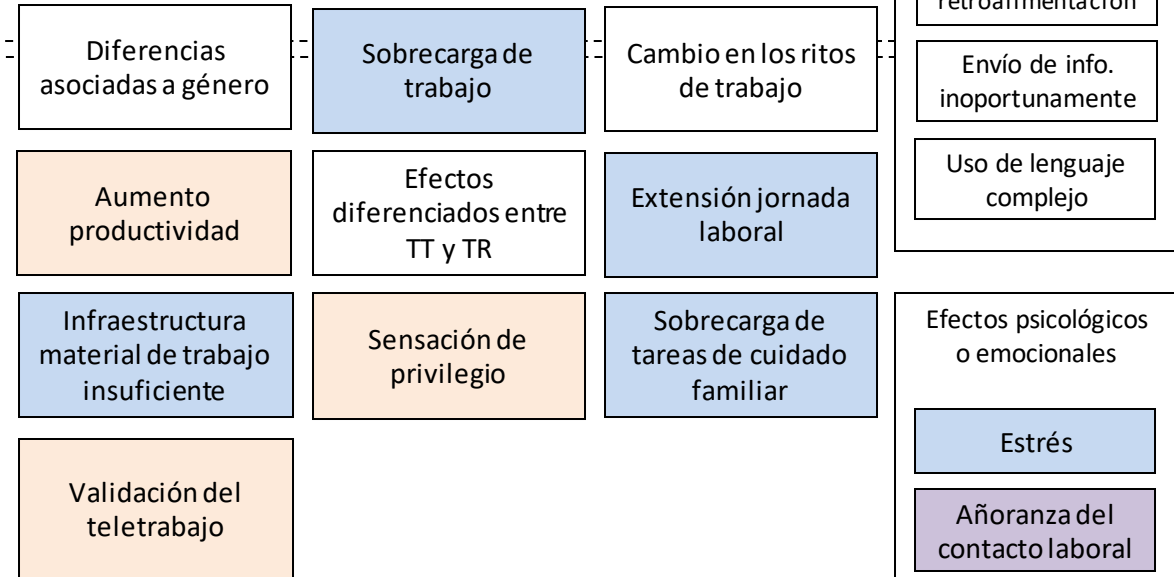 retroalimentación
Diferencias
asociadas a género
Sobrecarga de
trabajo
Cambio en los ritos
de trabajo
Envío de info.
inoportunamente
Aumento
productividad
Efectos
diferenciados entre
TT y TR
Extensión jornada
laboral
Uso de lenguaje
complejo
Infraestructura
material de trabajo
insuficiente
Sensación de
privilegio
Sobrecarga de
tareas de cuidado
familiar
Efectos psicológicos
o emocionales
Estrés
Validación del
teletrabajo
Añoranza del
contacto laboral